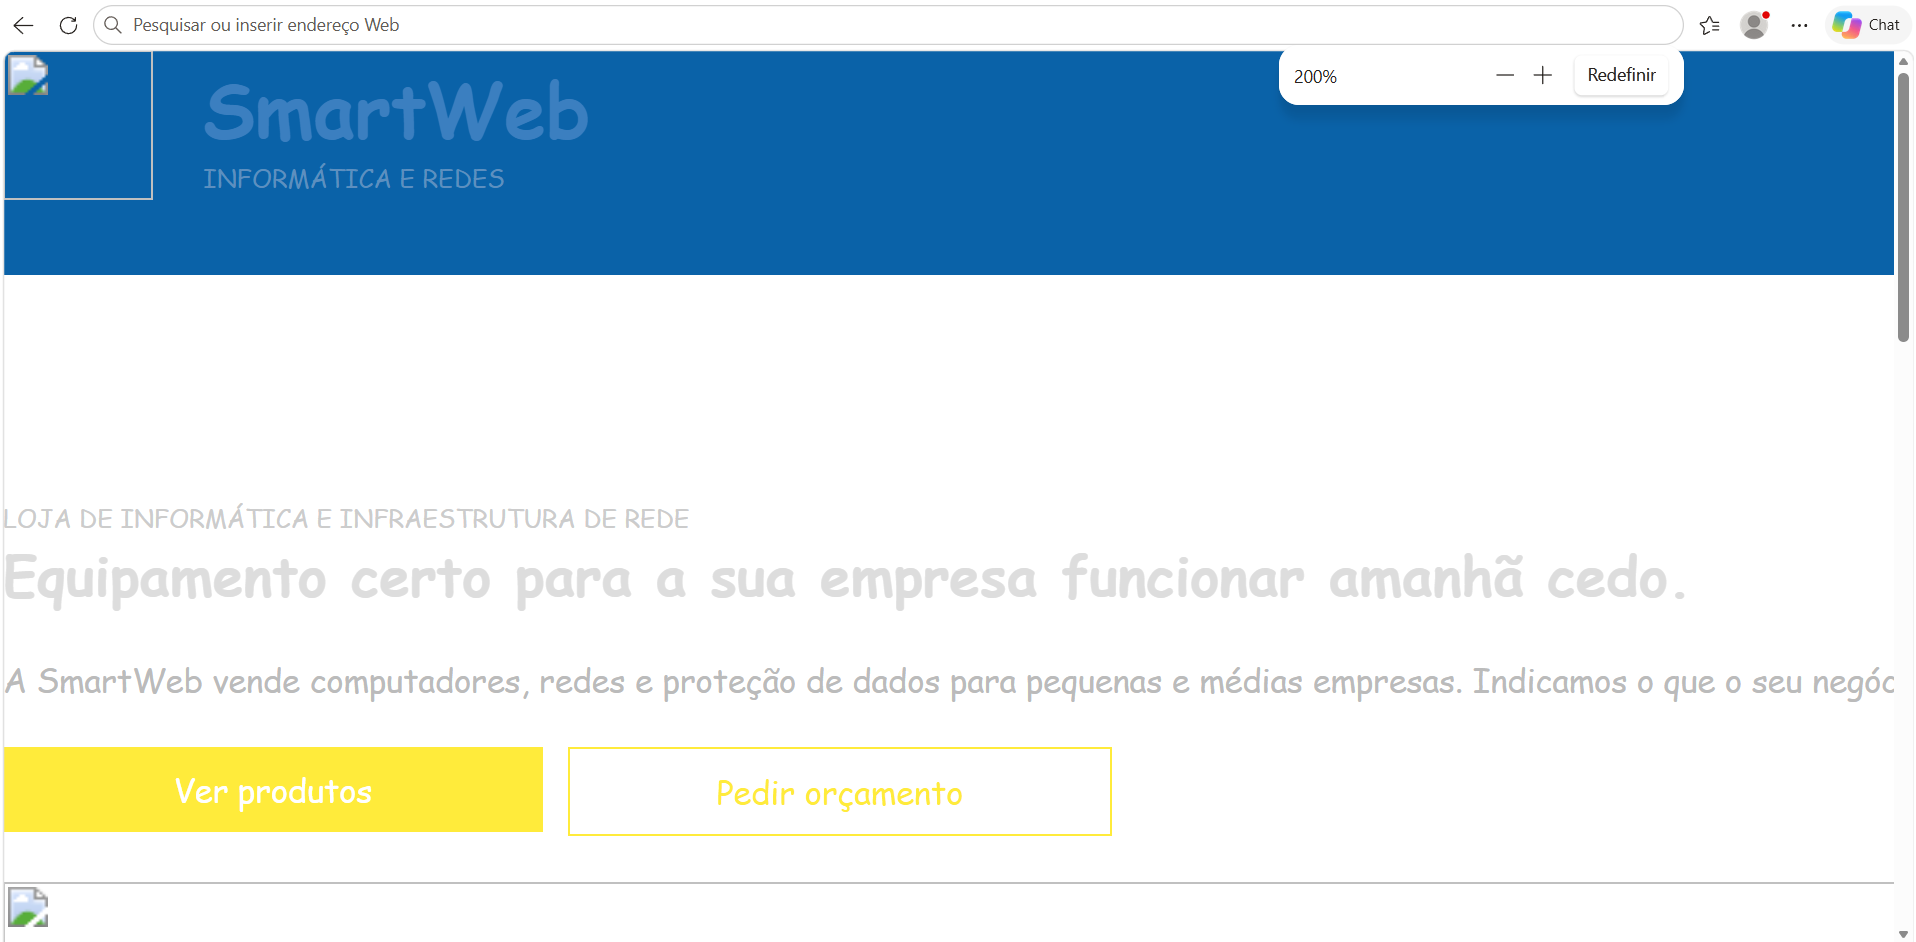 Pesquisar ou inserir endereço Web
Chat
200%
Redefinir
SmartWeb
INFORMÁTICA E REDES
LOJA DE INFORMÁTICA E INFRAESTRUTURA DE REDE
Equipamento certo para a sua empresa funcionar amanhã cedo.
A SmartWeb vende computadores, redes e proteção de dados para pequenas e médias empresas. Indicamos o que o seu negóc
Ver produtos
Pedir orçamento